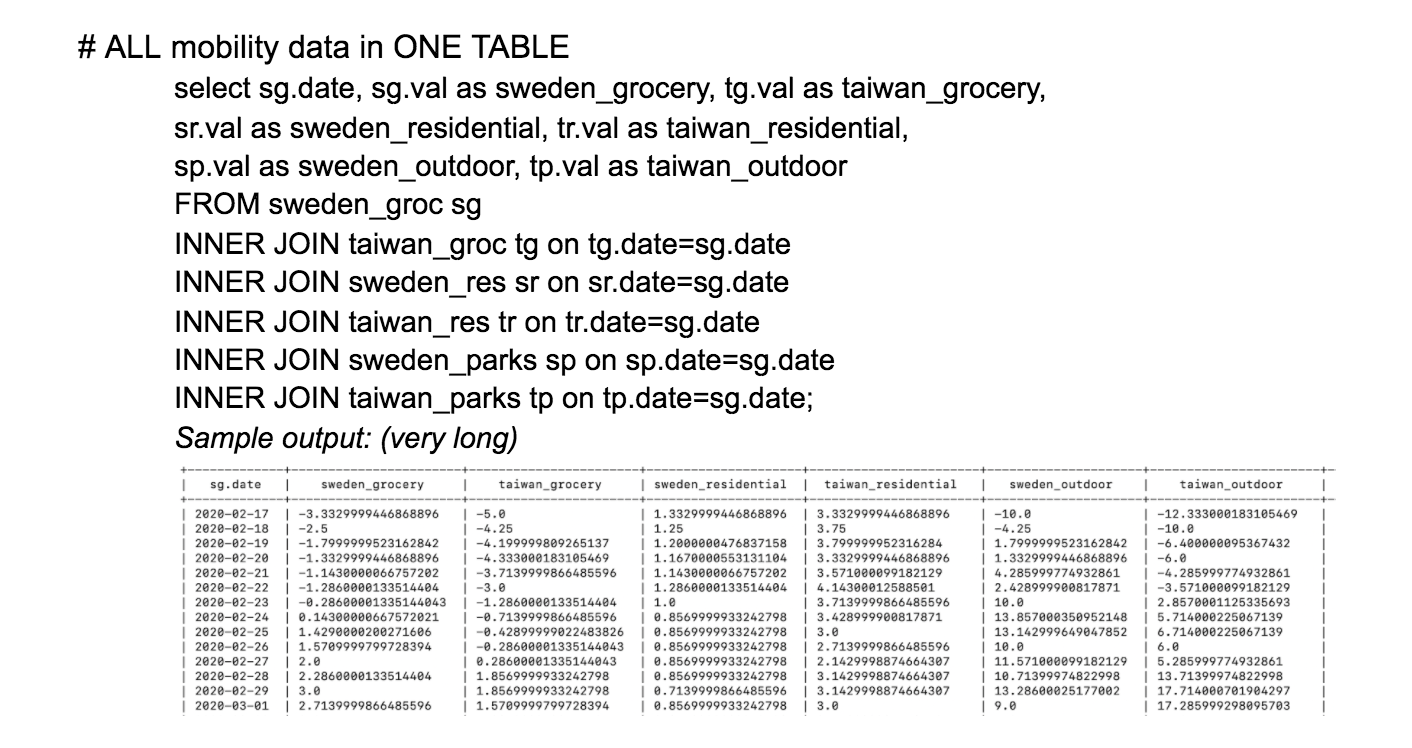 # ALL mobility data in ONE TABLE
select sg.date, sg.val as sweden_grocery, tg.val as taiwan_grocery,
sr.val as sweden_residential, tr.val as taiwan_residential,
sp.val as sweden_outdoor, tp.val as taiwan_outdoor
FROM sweden_groc sg
INNER JOIN taiwan_groc tg on tg.date=sg.date
INNER JOIN sweden_res sr on sr.date=sg.date
INNER JOIN taiwan_res tr on tr.date=sg.date
INNER JOIN sweden_parks sp on sp.date=sg.date
INNER JOIN taiwan_parks tp on tp.date=sg.date;
Sample output: (very long)
| sg.date | sweden_grocery | taiwan_grocery | sweden_residential | taiwan_residential | sweden_outdoor | taiwan_outdoor |
| 2020-02-17 | -3.3329999446868896 | -5.0 | 1.3329999446868896 | 3.3329999446868896 | -10.0 | -12.333000183105469 |
| 2020-02-18 | -2.5 | -4.25 | 1.25 | 3.75 | -4.25 | -10.0 |
| 2020-02-19 | -1.7999999523162842 | -4.199999809265137 | 1.2000000476837158 | 3.799999952316284 | 1.7999999523162842 | -6.400000095367432 |
| 2020-02-20 | -1.3329999446868896 | -4.333000183105469 | 1.1670000553131104 | 3.3329999446868896 | 1.3329999446868896 | -6.0 |
| 2020-02-21 | -1.1430000066757202 | -3.7139999866485596 | 1.1430000066757202 | 3.571000099182129 | 4.285999774932861 | -4.285999774932861 |
| 2020-02-22 | -1.2860000133514404 | -3.0 | 1.2860000133514404 | 4.14300012588501 | 2.428999900817871 | -3.571000099182129 |
| 2020-02-23 | -0.28600001335144043 | -1.2860000133514404 | 1.0 | 3.7139999866485596 | 10.0 | 2.8570001125335693 |
| 2020-02-24 | 0.14300000667572021 | -0.7139999866485596 | 0.8569999933242798 | 3.428999900817871 | 13.857000350952148 | 5.714000225067139 |
| 2020-02-25 | 1.4290000200271606 | -0.42899999022483826 | 0.8569999933242798 | 3.0 | 13.142999649047852 | 6.714000225067139 |
| 2020-02-26 | 1.5709999799728394 | -0.28600001335144043 | 0.8569999933242798 | 2.7139999866485596 | 10.0 | 6.0 |
| 2020-02-27 | 2.0 | 0.28600001335144043 | 0.8569999933242798 | 2.1429998874664307 | 11.571000099182129 | 5.285999774932861 |
| 2020-02-28 | 2.2860000133514404 | 1.8569999933242798 | 0.8569999933242798 | 3.1429998874664307 | 10.71399974822998 | 13.71399974822998 |
| 2020-02-29 | 3.0 | 1.8569999933242798 | 0.7139999866485596 | 3.1429998874664307 | 13.28600025177002 | 17.714000701904297 |
| 2020-03-01 | 2.7139999866485596 | 1.5709999799728394 | 0.8569999933242798 | 3.0 | 9.0 | 17.285999298095703 |